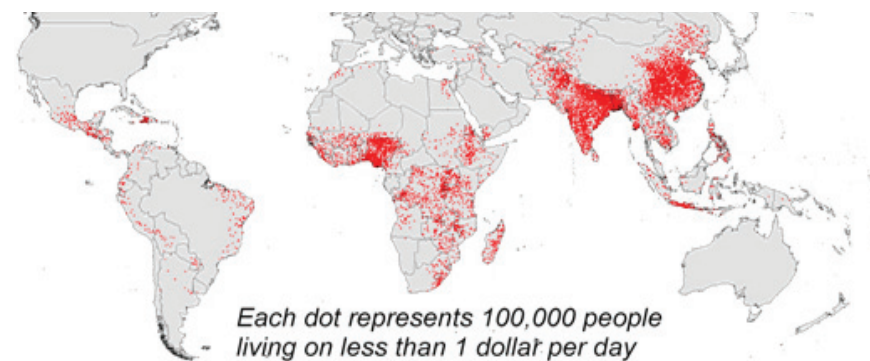 Each dot represents 100,000 people
living on less than 1 dollar per day